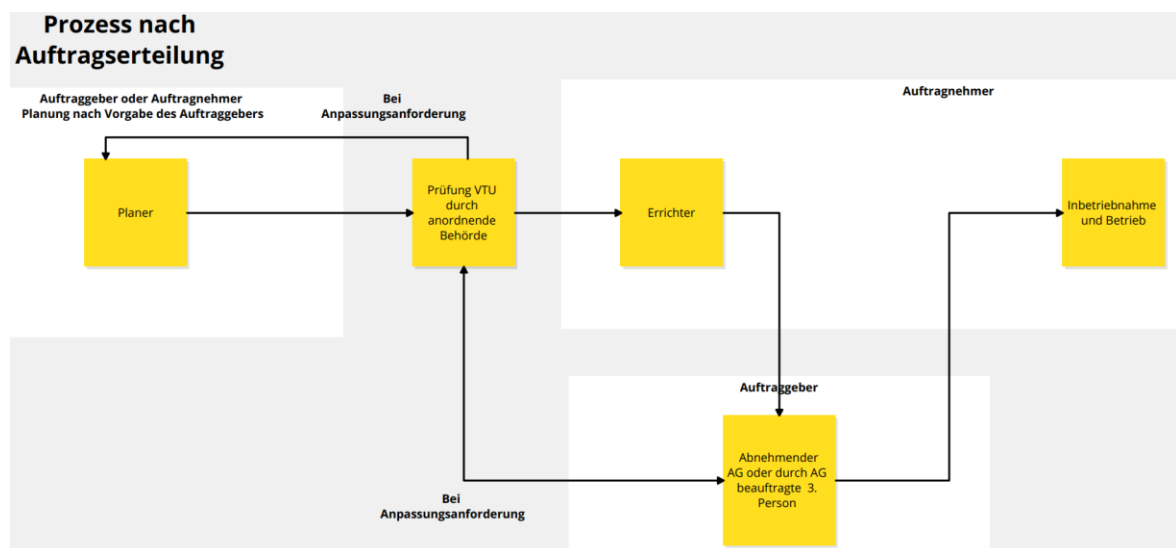 Prozess nach
Auftragserteilung
Auftraggeber oder Auftragnehmer
Planung nach Vorgabe des Auftraggebers
Bei
Anpassungsanforderung
Auftragnehmer
Planer
Prüfung VTU
durch
anordnende
Behörde
Errichter
Inbetriebnahme
und Betrieb
Auftraggeber
Abnehmender
AG oder durch AG
beauftragte 3.
Person
Bei
Anpassungsanforderung